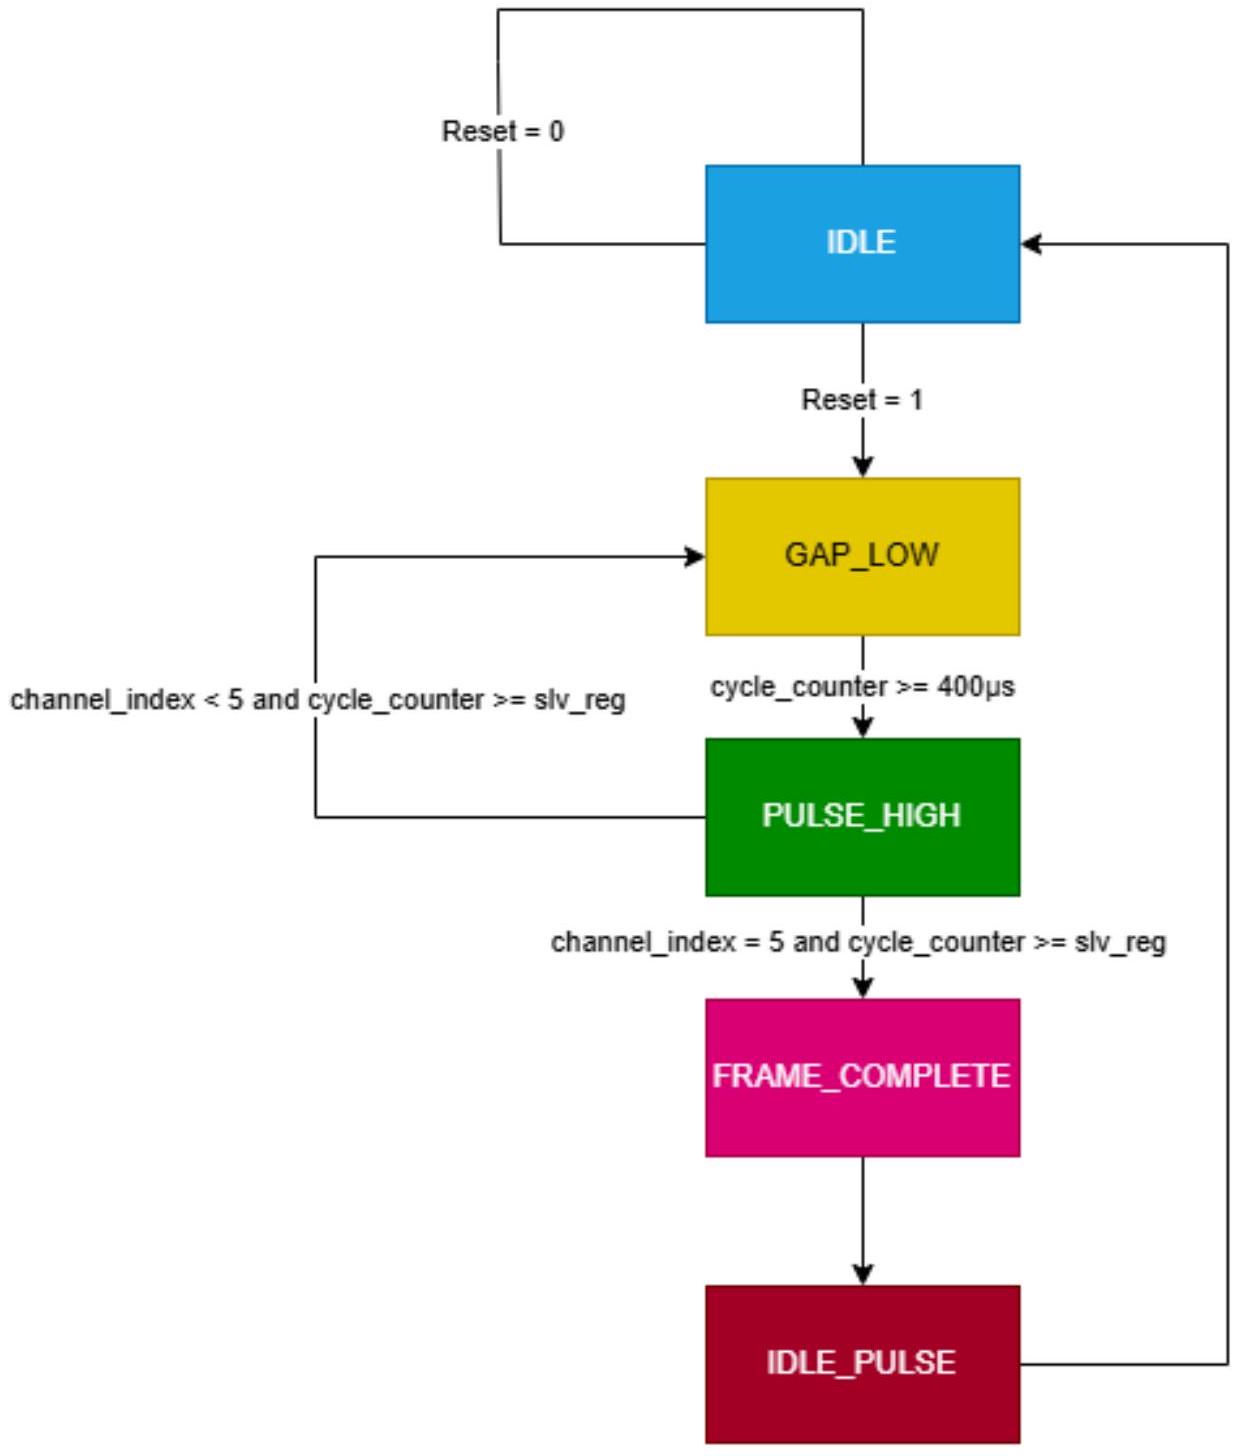 Reset = 0
IDLE
Reset = 1
GAP_LOW
cycle_counter >= 400µs
channel_index < 5 and cycle_counter >= slv_reg
PULSE_HIGH
channel_index = 5 and cycle_counter >= slv_reg
FRAME_COMPLETE
IDLE_PULSE